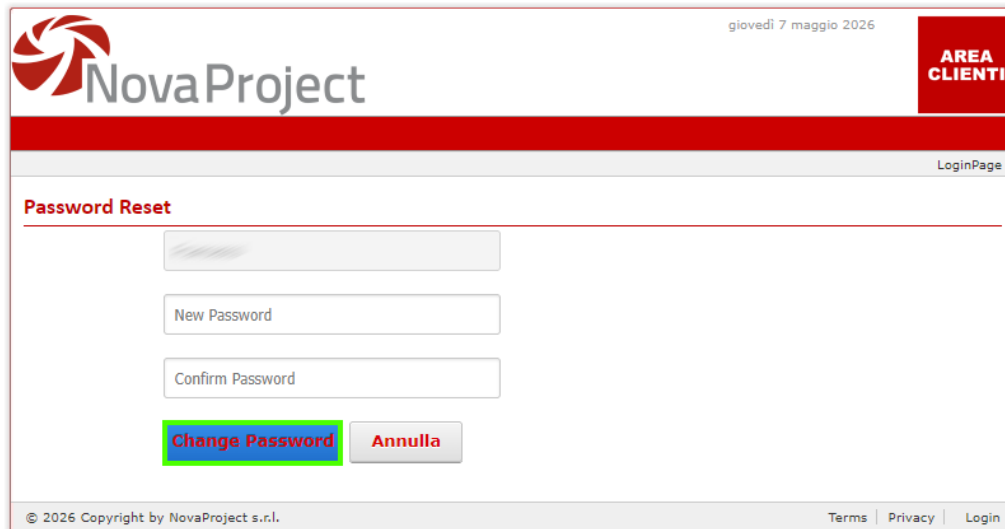 giovedì 7 maggio 2026
AREA
CLIENTI
NovaProject
LoginPage
Password Reset
New Password
Confirm Password
Change Password Annulla
© 2026 Copyright by NovaProject s.r.l. Terms Privacy Login